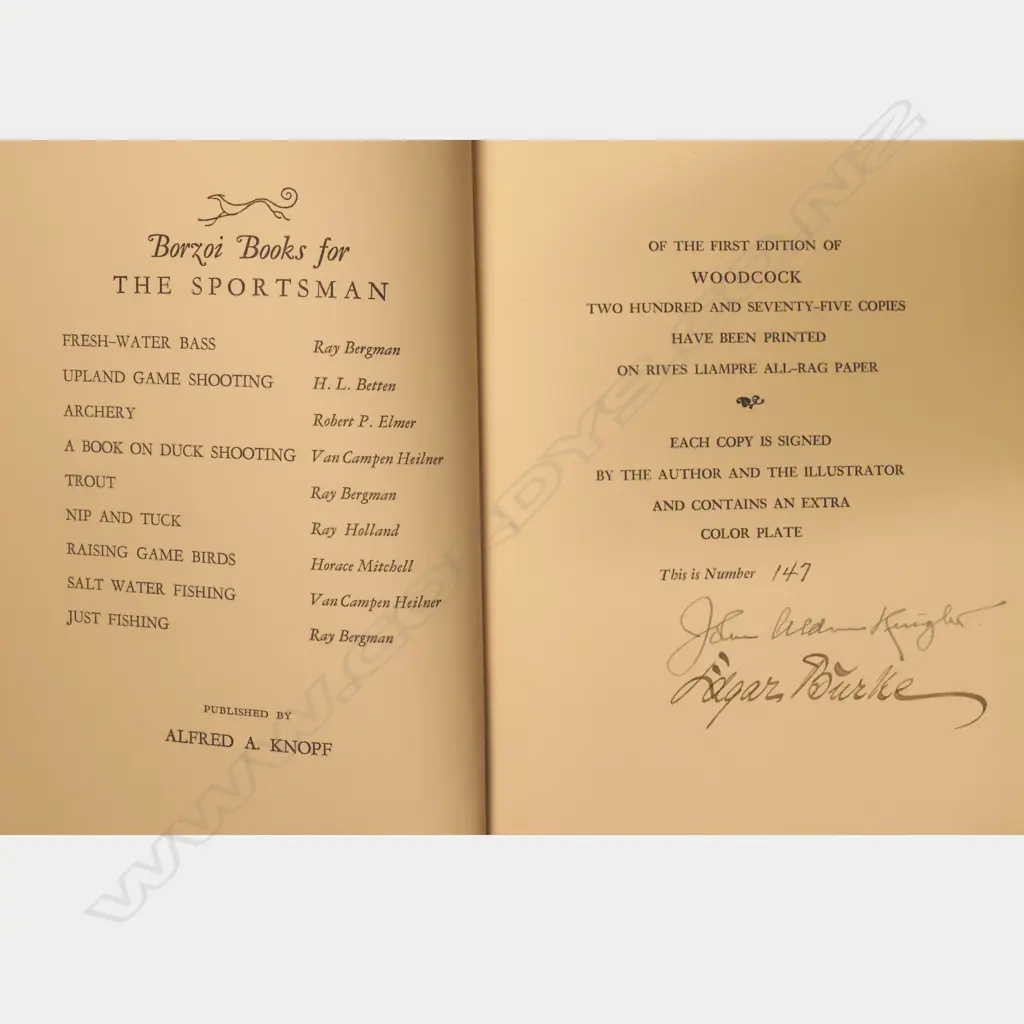 Borzoi Books for
THE SPORTSMAN
FRESH-WATER BASS Ray Bergman
UPLAND GAME SHOOTING H. L. Betten
ARCHERY Robert P. Elmer
A BOOK ON DUCK SHOOTING Van Campen Heilner
TROUT Ray Bergman
NIP AND TUCK Ray Holland
RAISING GAME BIRDS Horace Mitchell
SALT WATER FISHING Van Campen Heilner
JUST FISHING Ray Bergman
PUBLISHED BY
ALFRED A. KNOPF
OF THE FIRST EDITION OF
WOODCOCK
TWO HUNDRED AND SEVENTY-FIVE COPIES
HAVE BEEN PRINTED
ON RIVES LIAMPRE ALL-RAG PAPER
EACH COPY IS SIGNED
BY THE AUTHOR AND THE ILLUSTRATOR
AND CONTAINS AN EXTRA
COLOR PLATE
This is Number 147
John Alden Knight
Edgar Burke
WWW.CORDYS.CO.NZ